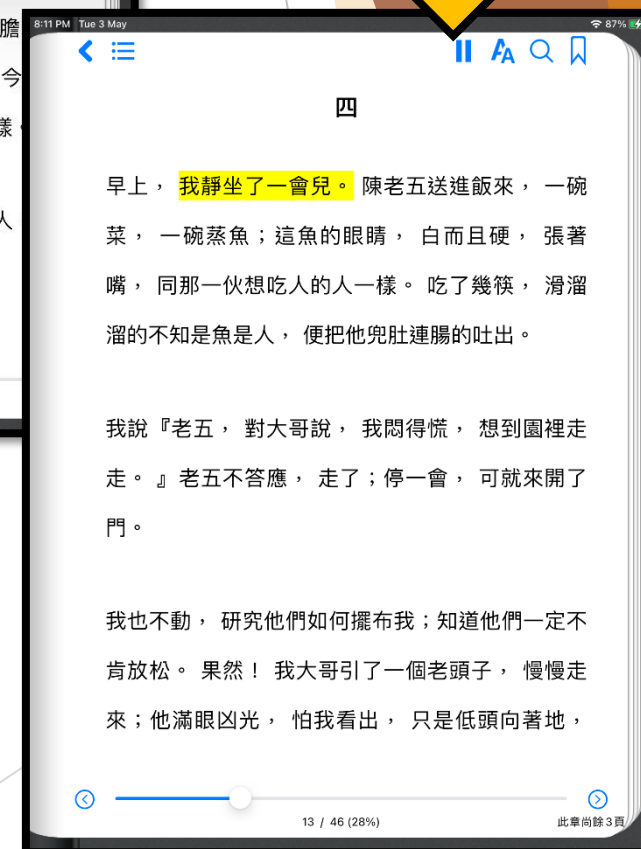 膽
今
樣。
人
8:11 PM Tue 3 May
87%
AA
四
早上， 我靜坐了一會兒。 陳老五送進飯來， 一碗
菜， 一碗蒸魚；這魚的眼睛， 白而且硬， 張著
嘴， 同那一伙想吃人的人一樣。 吃了幾筷， 滑溜
溜的不知是魚是人， 便把他兜肚連腸的吐出。
我說『老五， 對大哥說， 我悶得慌， 想到園裡走
走。 』老五不答應， 走了；停一會， 可就來開了
門。
我也不動， 研究他們如何擺布我；知道他們一定不
肯放松。 果然！ 我大哥引了一個老頭子， 慢慢走
來；他滿眼凶光， 怕我看出， 只是低頭向著地，
13 / 46 (28%)
此章尚餘3頁